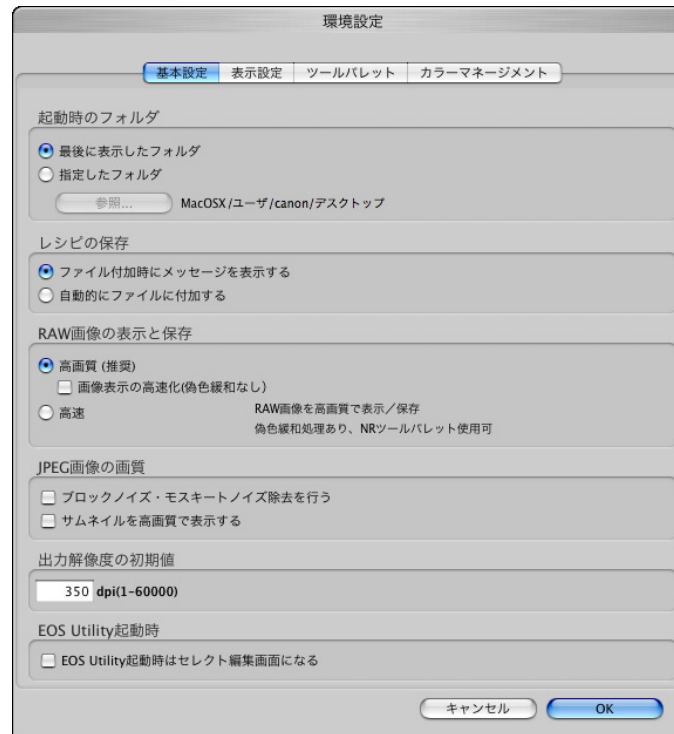 環境設定
基本設定 表示設定 ツールパレット カラーマネージメント
起動時のフォルダ
最後に表示したフォルダ
指定したフォルダ
参照... MacOSX/ユーザ/canon/デスクトップ
レシピの保存
ファイル付加時にメッセージを表示する
自動的にファイルに付加する
RAW画像の表示と保存
高画質 (推奨)
画像表示の高速化(偽色緩和なし)
高速 RAW画像を高画質で表示／保存
偽色緩和処理あり、NRツールパレット使用可
JPEG画像の画質
ブロックノイズ・モスキートノイズ除去を行う
サムネイルを高画質で表示する
出力解像度の初期値
350 dpi(1-60000)
EOS Utility起動時
EOS Utility起動時はセレクト編集画面になる
キャンセル OK